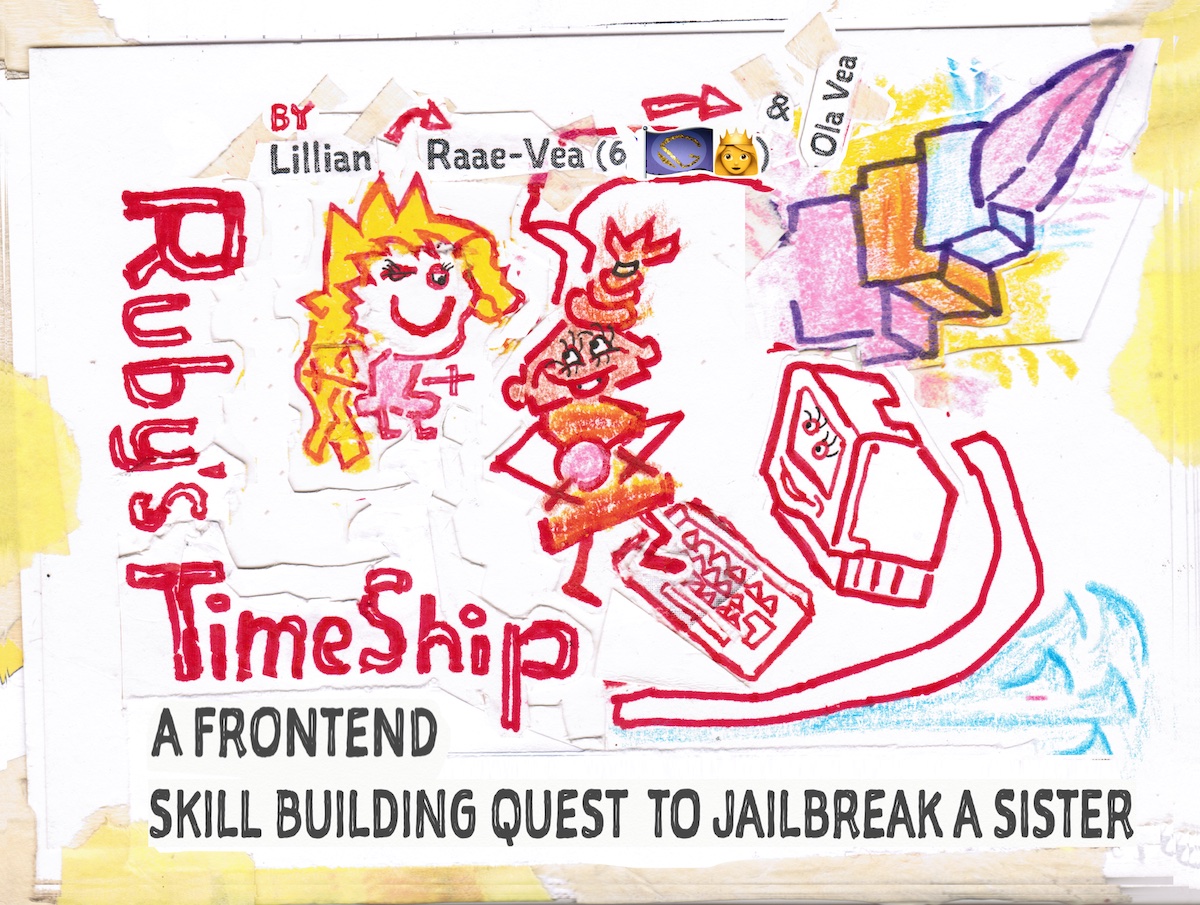 BY
Lillian Raae-Vea (6 ) & Ola Vea
Ruby's
TimeShip
A FRONTEND
SKILL BUILDING QUEST TO JAILBREAK A SISTER